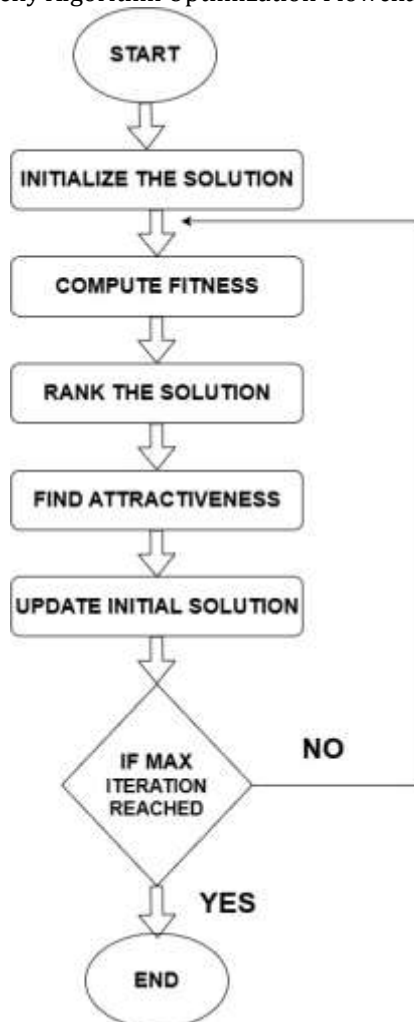 START
INITIALIZE THE SOLUTION
COMPUTE FITNESS
RANK THE SOLUTION
FIND ATTRACTIVENESS
UPDATE INITIAL SOLUTION
IF MAX
ITERATION
REACHED
NO
YES
END